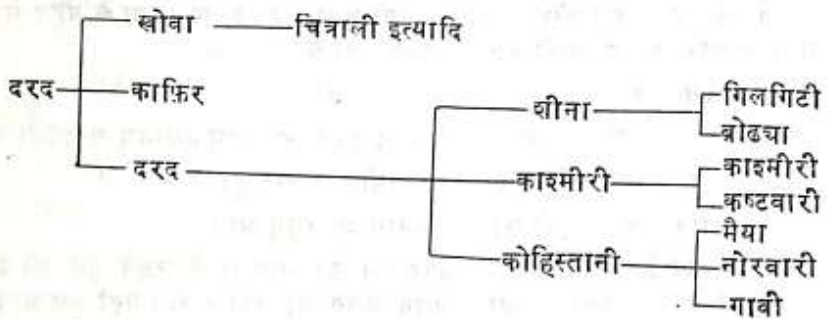 खोवा चित्राली इत्यादि
दरद काफ़िर
दरद
शीना गिलगिटी
ब्रोढचा
काश्मीरी काश्मीरी
कष्टवारी
कोहिस्तानी मैया
नोरवारी
गावी